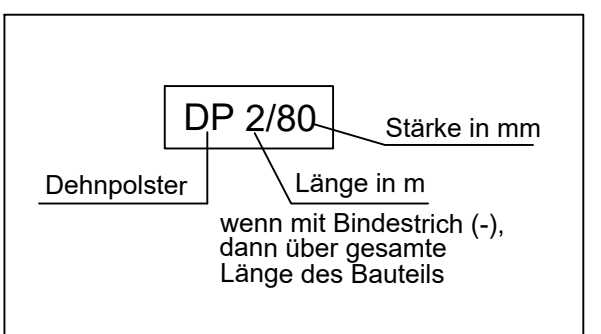 DP 2/80
Stärke in mm
Dehnpolster
Länge in m
wenn mit Bindestrich (-),
dann über gesamte
Länge des Bauteils